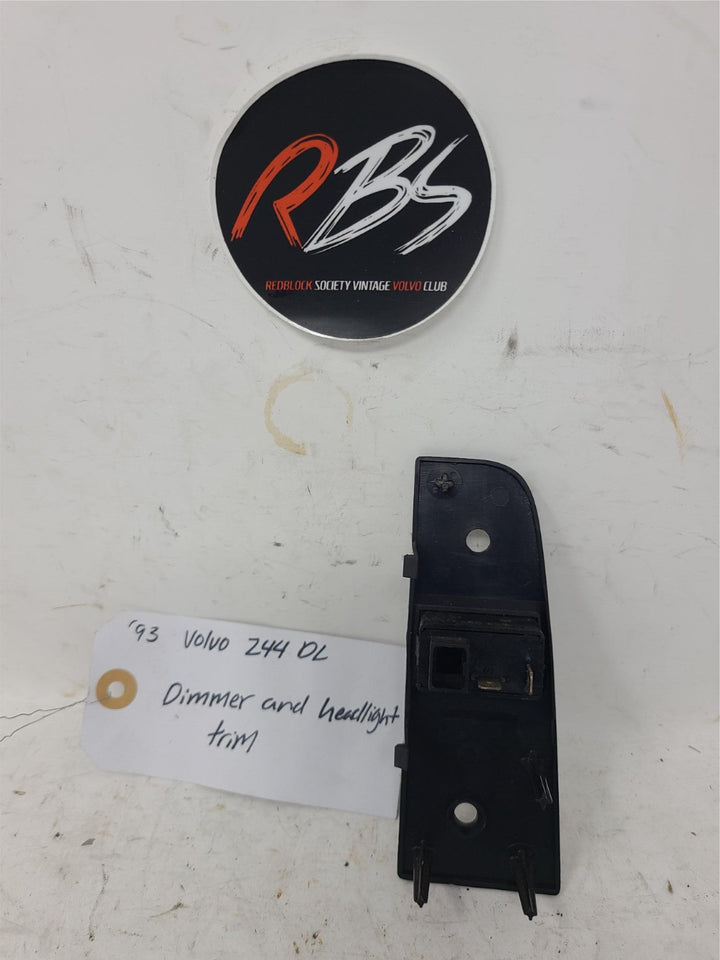 RBS
REDBLOCK SOCIETY VINTAGE VOLVO CLUB
'93 Volvo 244 DL
Dimmer and headlight
trim